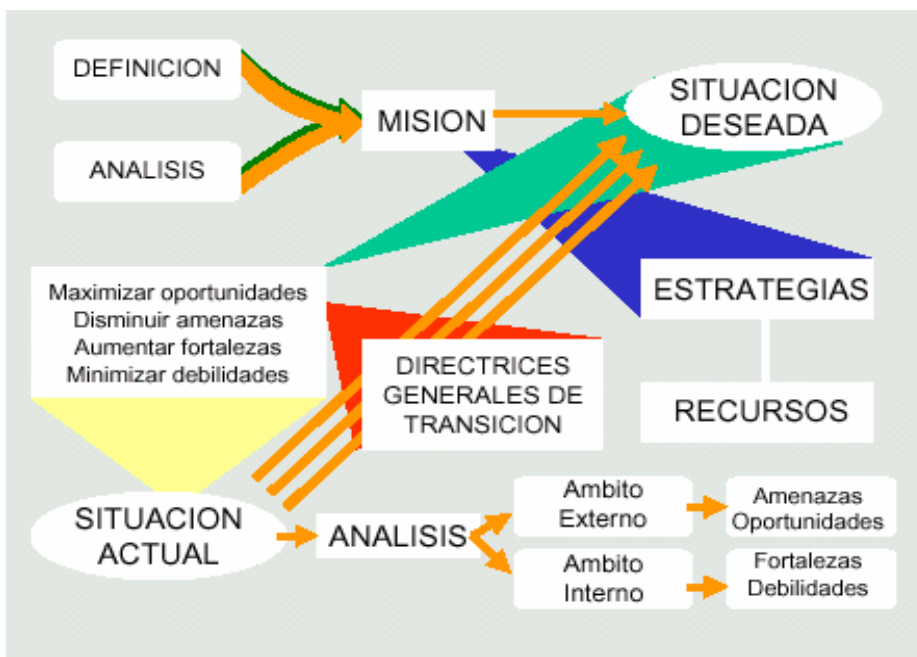 DEFINICION
ANALISIS
MISION
SITUACION
DESEADA
Maximizar oportunidades
Disminuir amenazas
Aumentar fortalezas
Minimizar debilidades
DIRECTRICES
GENERALES DE
TRANSICION
ESTRATEGIAS
RECURSOS
SITUACION
ACTUAL
ANALISIS
Ambito
Externo
Amenazas
Oportunidades
Ambito
Interno
Fortalezas
Debilidades